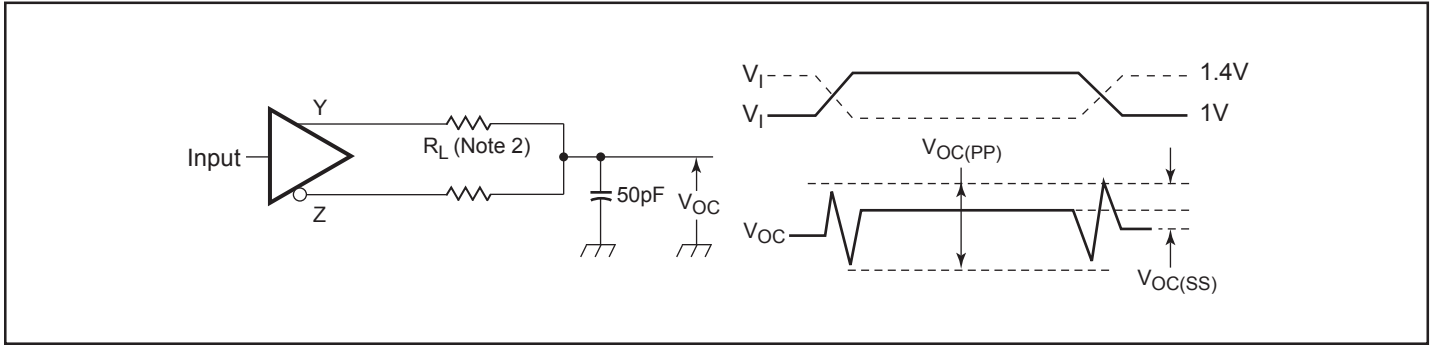 Input
Y
Z
R_L (Note 2)
50pF
V_OC
V_I
V_I
1.4V
1V
V_OC(PP)
V_OC
V_OC(SS)